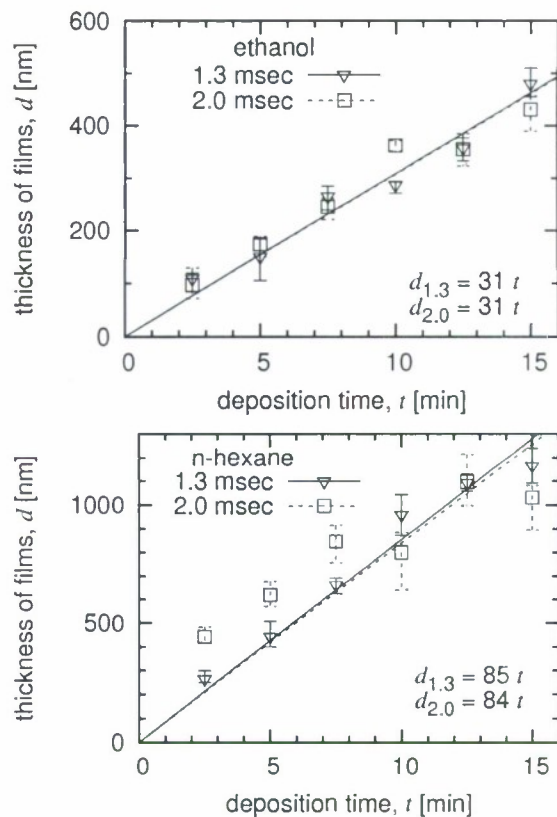 ethanol
1.3 msec
2.0 msec
600
400
200
0
thickness of films, d [nm]
d1.3 = 31 t
d2.0 = 31 t
0 5 10 15
deposition time, t [min]
n-hexane
1.3 msec
2.0 msec
1000
500
0
thickness of films, d [nm]
d1.3 = 85 t
d2.0 = 84 t
0 5 10 15
deposition time, t [min]